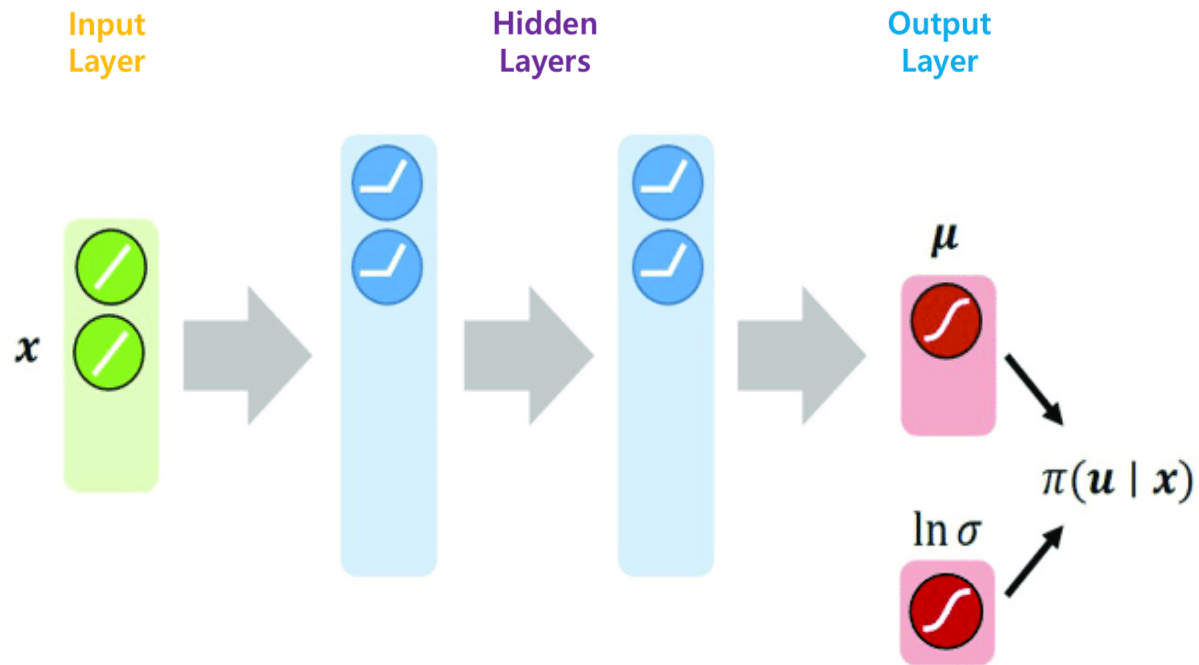 Input
Layer
Hidden
Layers
Output
Layer
x
μ
π(u | x)
ln σ